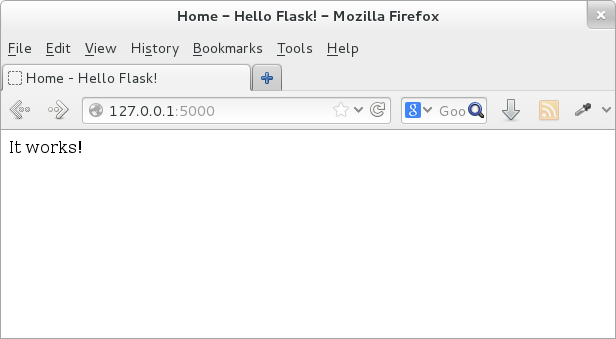 Home - Hello Flask! - Mozilla Firefox
File Edit View History Bookmarks Tools Help
Home - Hello Flask!
127.0.0.1:5000 g Goo
It works!